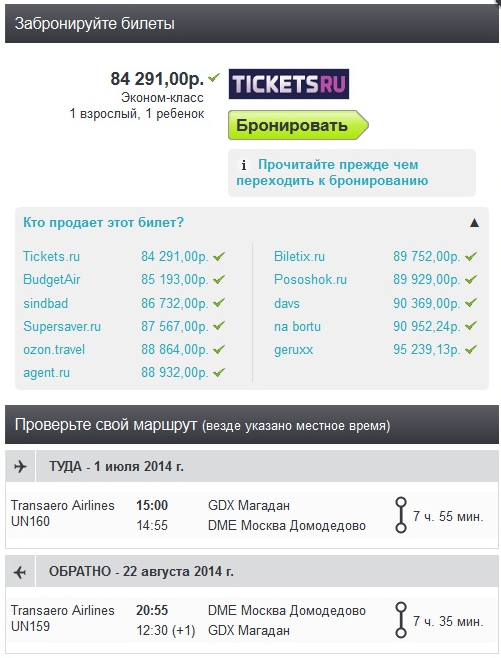 Забронируйте билеты
84 291,00р.
Эконом-класс
1 взрослый, 1 ребенок
TICKETSRU
Бронировать
i Прочитайте прежде чем
переходить к бронированию
Кто продает этот билет?
Tickets.ru 84 291,00р.
BudgetAir 85 193,00р.
sindbad 86 732,00р.
Supersaver.ru 87 567,00р.
ozon.travel 88 864,00р.
agent.ru 88 932,00р.
Biletix.ru 89 752,00р.
Pososhok.ru 89 929,00р.
davs 90 369,00р.
na bortu 90 952,24р.
geruxx 95 239,13р.
Проверьте свой маршрут (везде указано местное время)
ТУДА - 1 июля 2014 г.
Transaero Airlines
UN160
15:00 GDX Магадан
14:55 DME Москва Домодедово
7 ч. 55 мин.
ОБРАТНО - 22 августа 2014 г.
Transaero Airlines
UN159
20:55 DME Москва Домодедово
12:30 (+1) GDX Магадан
7 ч. 35 мин.